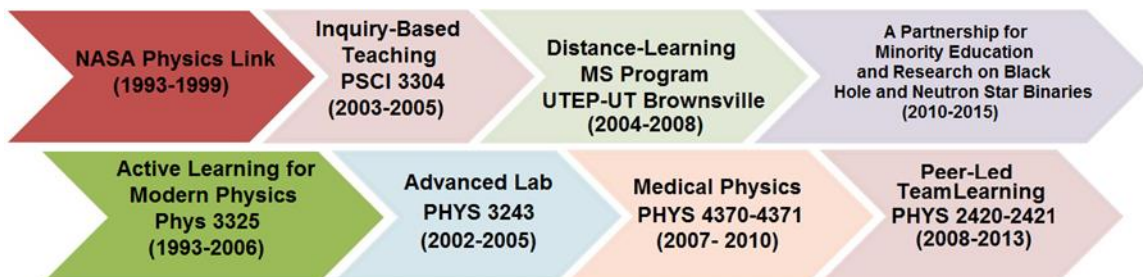 NASA Physics Link
(1993-1999)
Inquiry-Based
Teaching
PSCI 3304
(2003-2005)
Distance-Learning
MS Program
UTEP-UT Brownsville
(2004-2008)
A Partnership for
Minority Education
and Research on Black
Hole and Neutron Star Binaries
(2010-2015)
Active Learning for
Modern Physics
Phys 3325
(1993-2006)
Advanced Lab
PHYS 3243
(2002-2005)
Medical Physics
PHYS 4370-4371
(2007- 2010)
Peer-Led
TeamLearning
PHYS 2420-2421
(2008-2013)